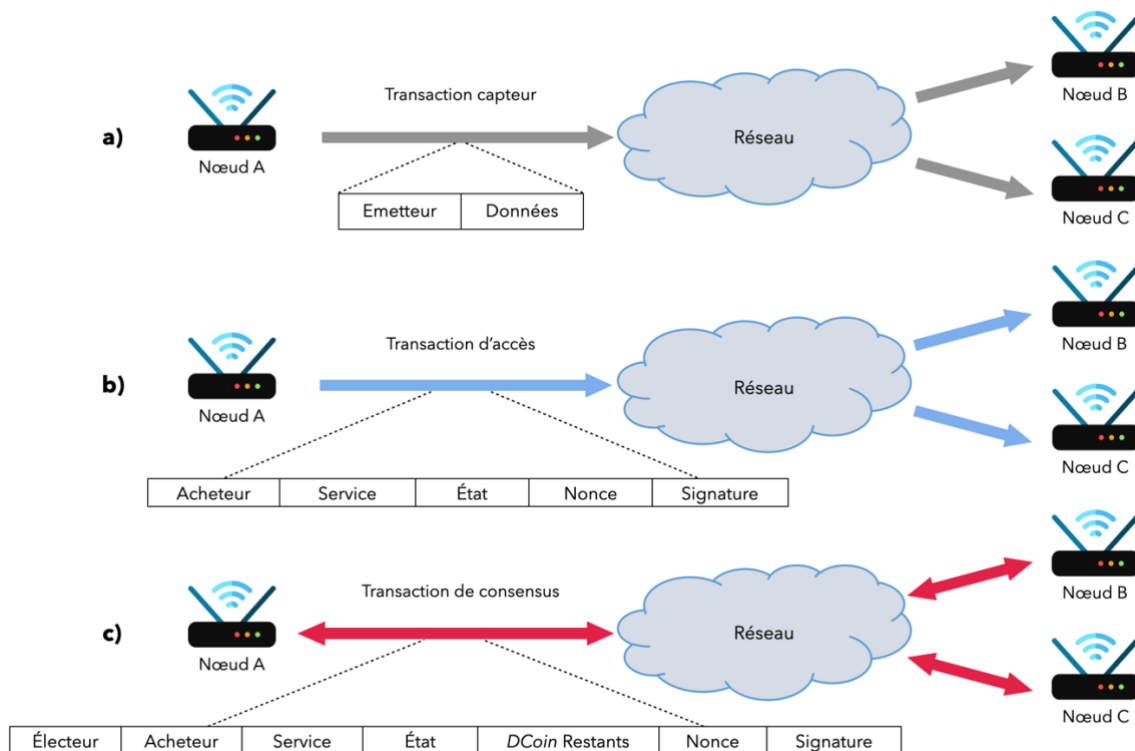 Nœud B
Transaction capteur
a)
Réseau
Nœud A
Emetteur Données
Nœud C
Nœud B
Transaction d'accès
b)
Réseau
Nœud A
Nœud C
Acheteur Service État Nonce Signature
Nœud B
Transaction de consensus
c)
Réseau
Nœud A
Nœud C
Électeur Acheteur Service État DCoin Restants Nonce Signature